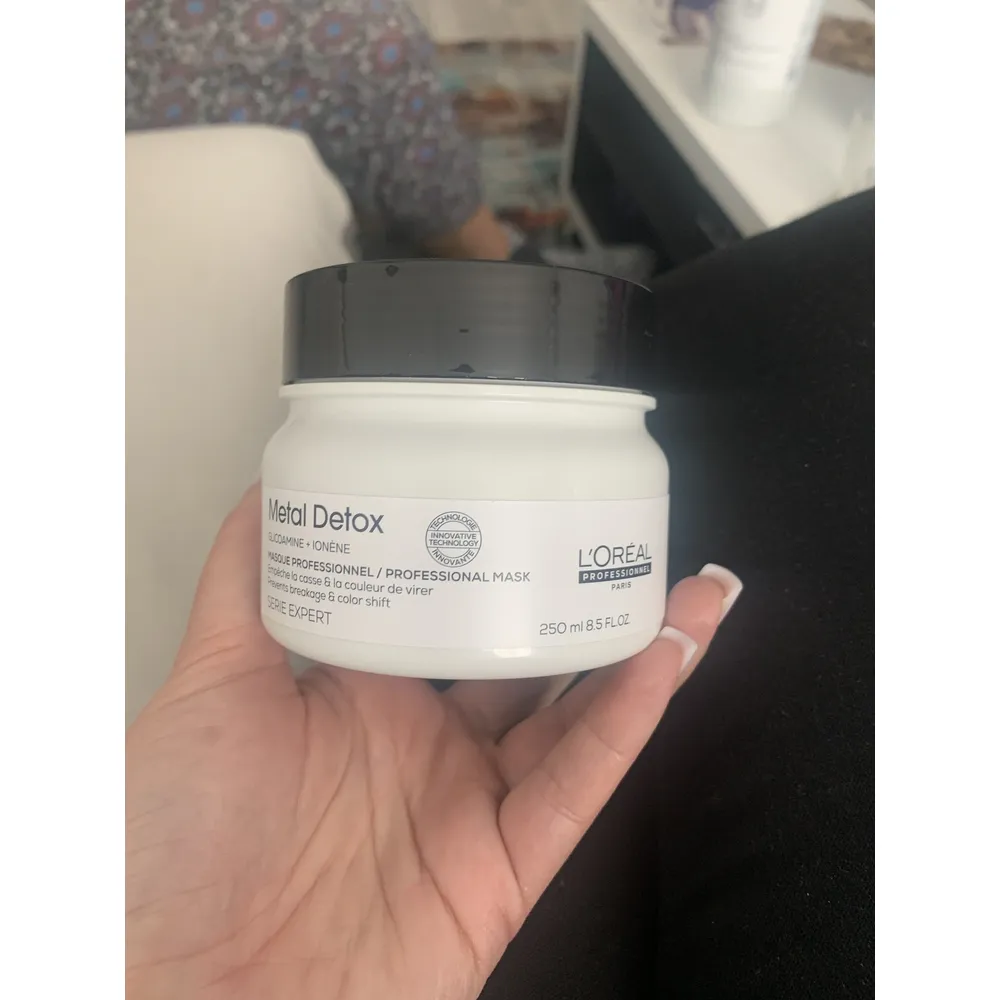 Metal Detox
GLICOAMINE + IONÈNE
MASQUE PROFESSIONNEL / PROFESSIONAL MASK
Empêche la casse & la couleur de virer
Prevents breakage & color shift
SERIE EXPERT
TECHNOLOGIE
INNOVATIVE
TECHNOLOGY
INNOVANTE
L'ORÉAL
PROFESSIONNEL
PARIS
250 ml 8.5 FL.OZ.